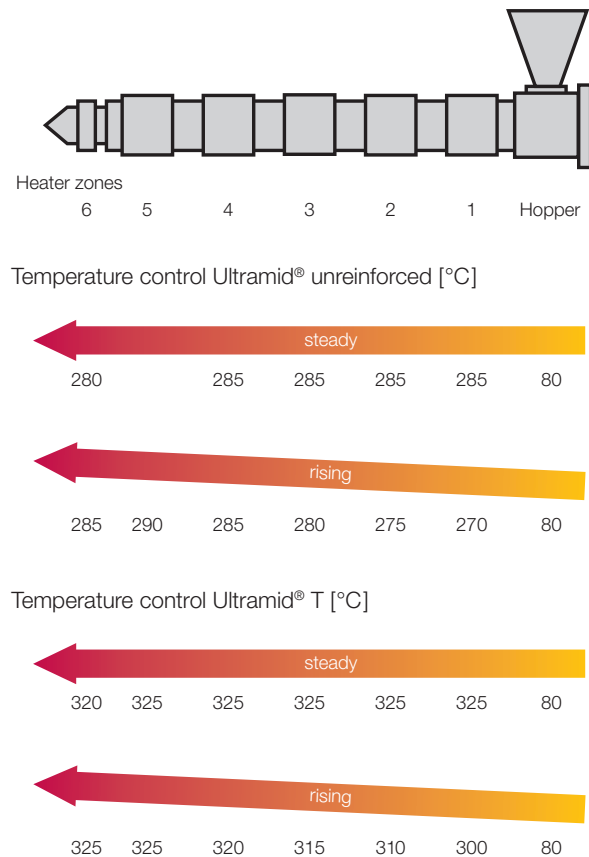 Heater zones
6 5 4 3 2 1 Hopper
Temperature control Ultramid® unreinforced [°C]
steady
280 285 285 285 285 80
rising
285 290 285 280 275 270 80
Temperature control Ultramid® T [°C]
steady
320 325 325 325 325 325 80
rising
325 325 320 315 310 300 80